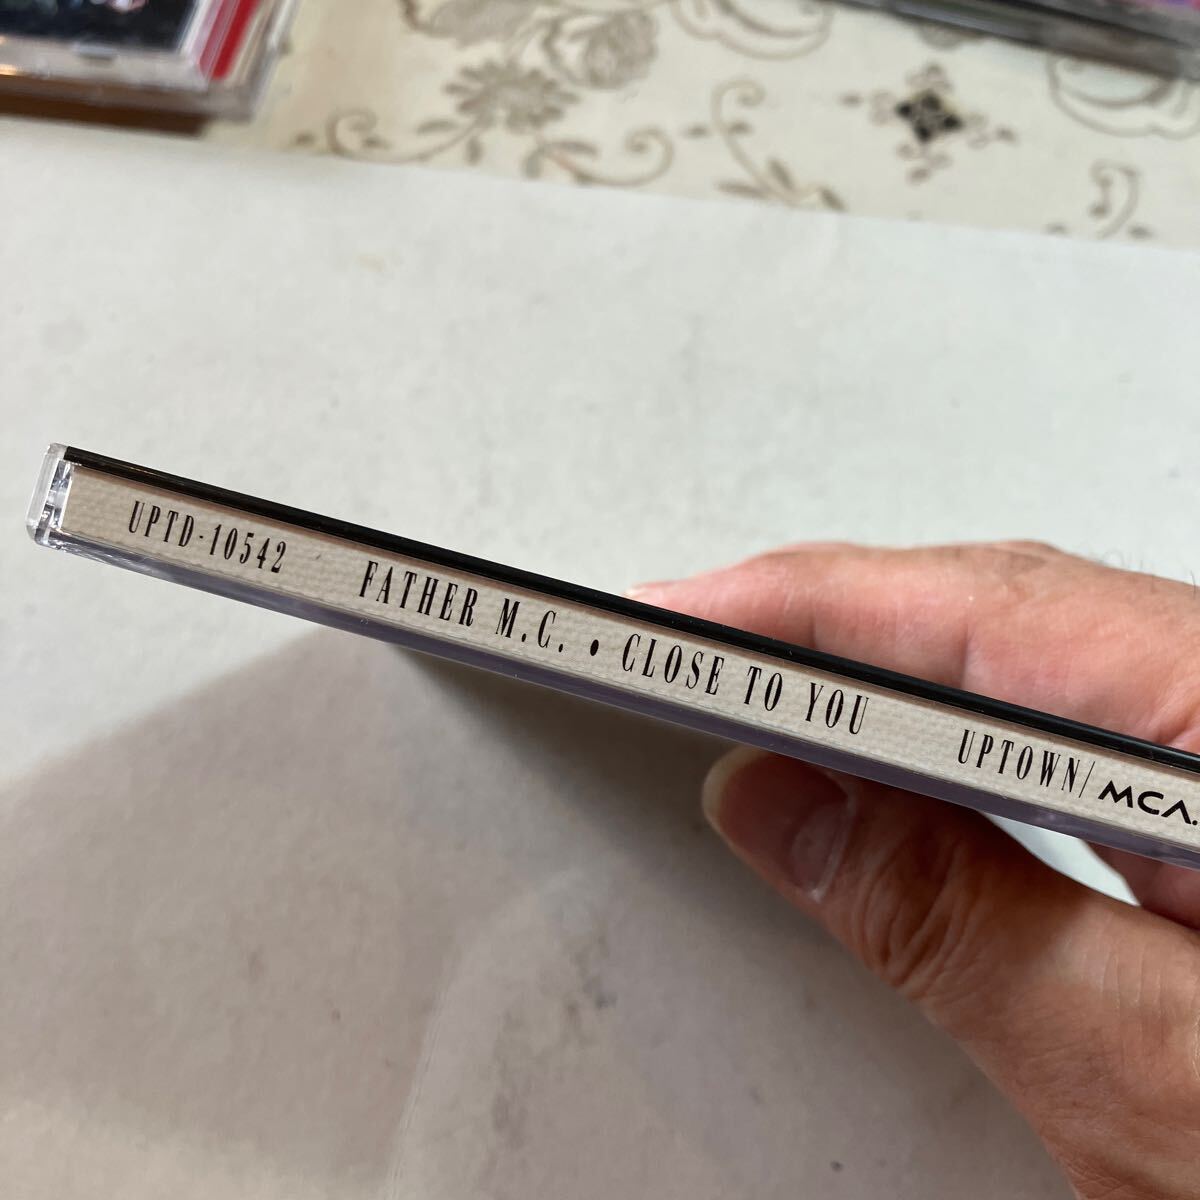 UPTD-10542 FATHER M.C. • CLOSE TO YOU UPTOWN/MCA.